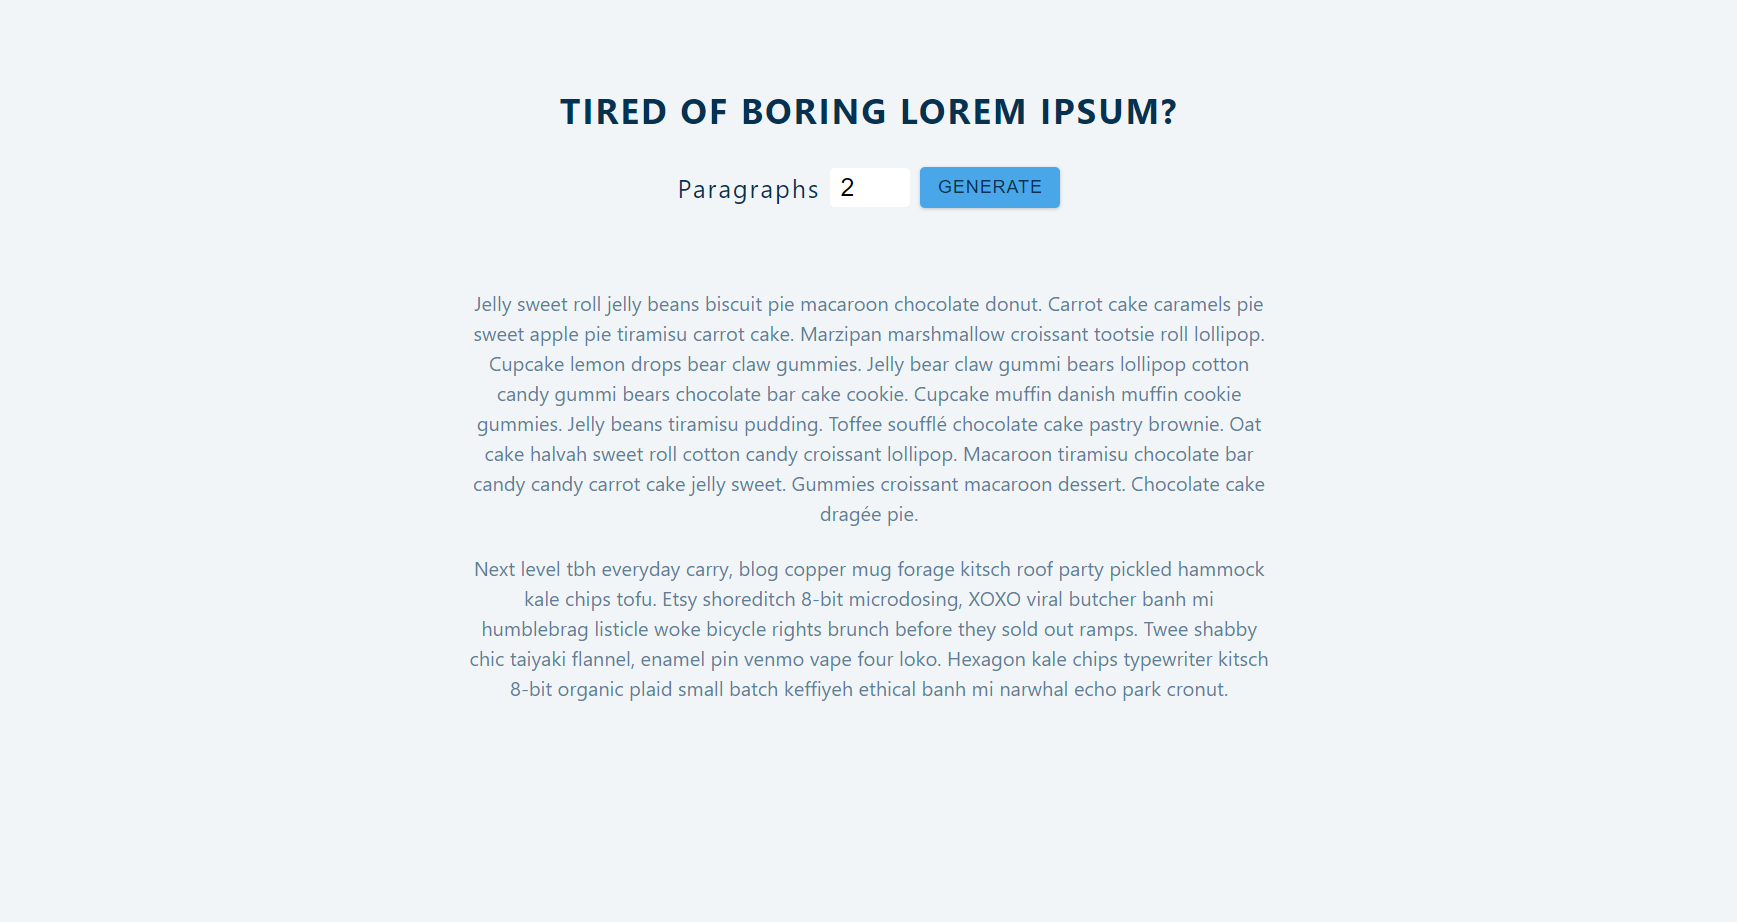 TIRED OF BORING LOREM IPSUM?
Paragraphs 2 GENERATE
Jelly sweet roll jelly beans biscuit pie macaroon chocolate donut. Carrot cake caramels pie
sweet apple pie tiramisu carrot cake. Marzipan marshmallow croissant tootsie roll lollipop.
Cupcake lemon drops bear claw gummies. Jelly bear claw gummi bears lollipop cotton
candy gummi bears chocolate bar cake cookie. Cupcake muffin danish muffin cookie
gummies. Jelly beans tiramisu pudding. Toffee soufflé chocolate cake pastry brownie. Oat
cake halvah sweet roll cotton candy croissant lollipop. Macaroon tiramisu chocolate bar
candy candy carrot cake jelly sweet. Gummies croissant macaroon dessert. Chocolate cake
dragée pie.
Next level tbh everyday carry, blog copper mug forage kitsch roof party pickled hammock
kale chips tofu. Etsy shoreditch 8-bit microdosing, XOXO viral butcher banh mi
humblebrag listicle woke bicycle rights brunch before they sold out ramps. Twee shabby
chic taiyaki flannel, enamel pin venmo vape four loko. Hexagon kale chips typewriter kitsch
8-bit organic plaid small batch keffiyeh ethical banh mi narwhal echo park cronut.